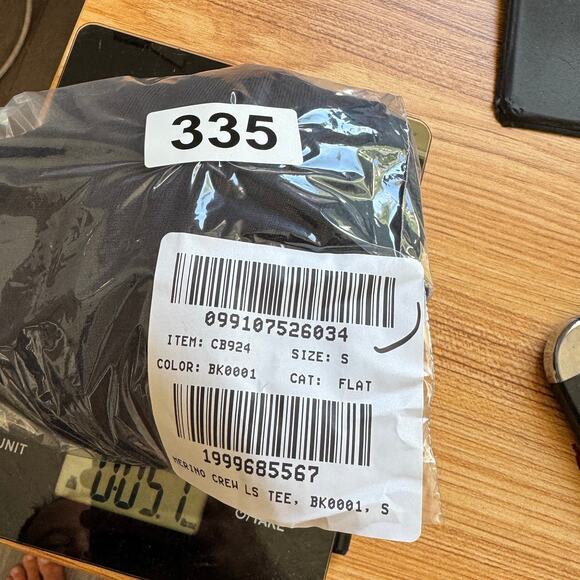 335
099107526034
ITEM: CB924 SIZE: S
COLOR: BK0001 CAT: FLAT
1999685567
MERINO CREW LS TEE, BK0001, S
UNIT